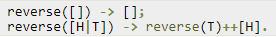 reverse([]) -> [];
reverse([H|T]) -> reverse(T)++[H].